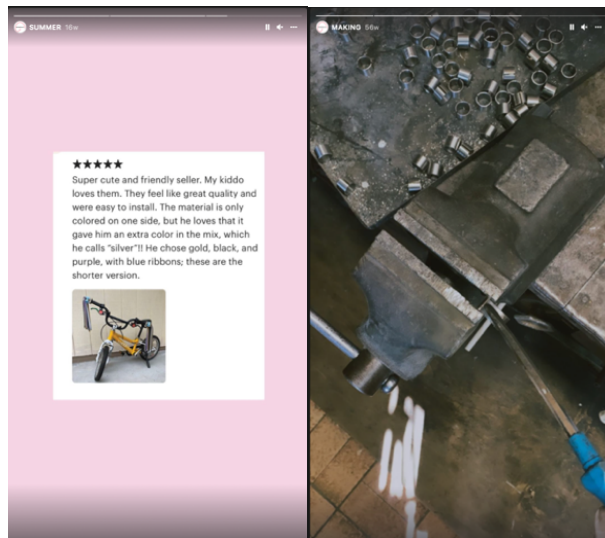 SUMMER 16w
★★★★★
Super cute and friendly seller. My kiddo
loves them. They feel like great quality and
were easy to install. The material is only
colored on one side, but he loves that it
gave him an extra color in the mix, which
he calls “silver”!! He chose gold, black, and
purple, with blue ribbons; these are the
shorter version.
MAKING 56w